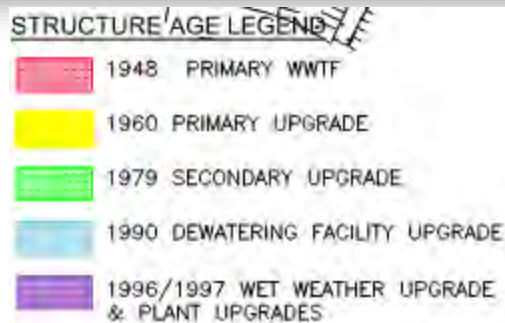 STRUCTURE AGE LEGEND
1948 PRIMARY WWTF
1960 PRIMARY UPGRADE
1979 SECONDARY UPGRADE
1990 DEWATERING FACILITY UPGRADE
1996/1997 WET WEATHER UPGRADE
& PLANT UPGRADES